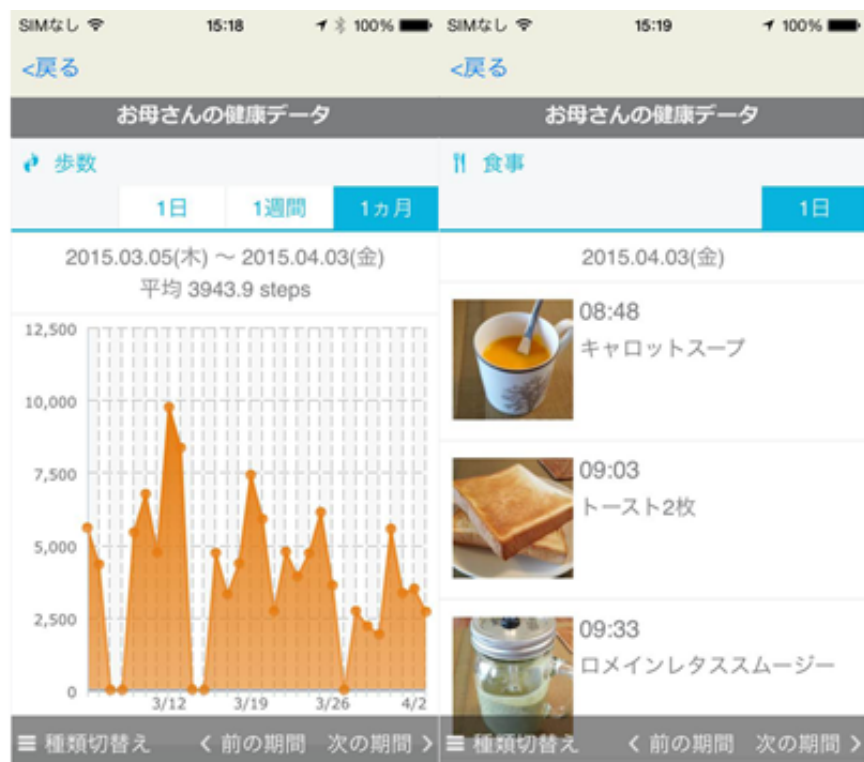 SIMなし 15:18 100%
<戻る
お母さんの健康データ
歩数
1日 1週間 1ヵ月
2015.03.05(木) ～ 2015.04.03(金)
平均 3943.9 steps
12,500
10,000
7,500
5,000
2,500
0
3/12 3/19 3/26 4/2
種類切替え < 前の期間 次の期間 >
SIMなし 15:19 100%
<戻る
お母さんの健康データ
食事
1日
2015.04.03(金)
08:48
キャロットスープ
09:03
トースト2枚
09:33
ロメインレタススムージー
種類切替え < 前の期間 次の期間 >